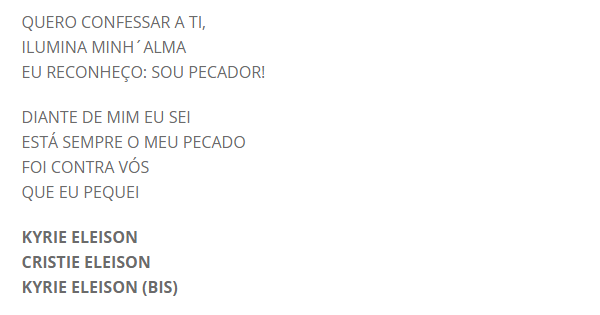 QUERO CONFESSAR A TI,
ILUMINA MINH´ALMA
EU RECONHEÇO: SOU PECADOR!
DIANTE DE MIM EU SEI
ESTÁ SEMPRE O MEU PECADO
FOI CONTRA VÓS
QUE EU PEQUEI
KYRIE ELEISON
CRISTIE ELEISON
KYRIE ELEISON (BIS)